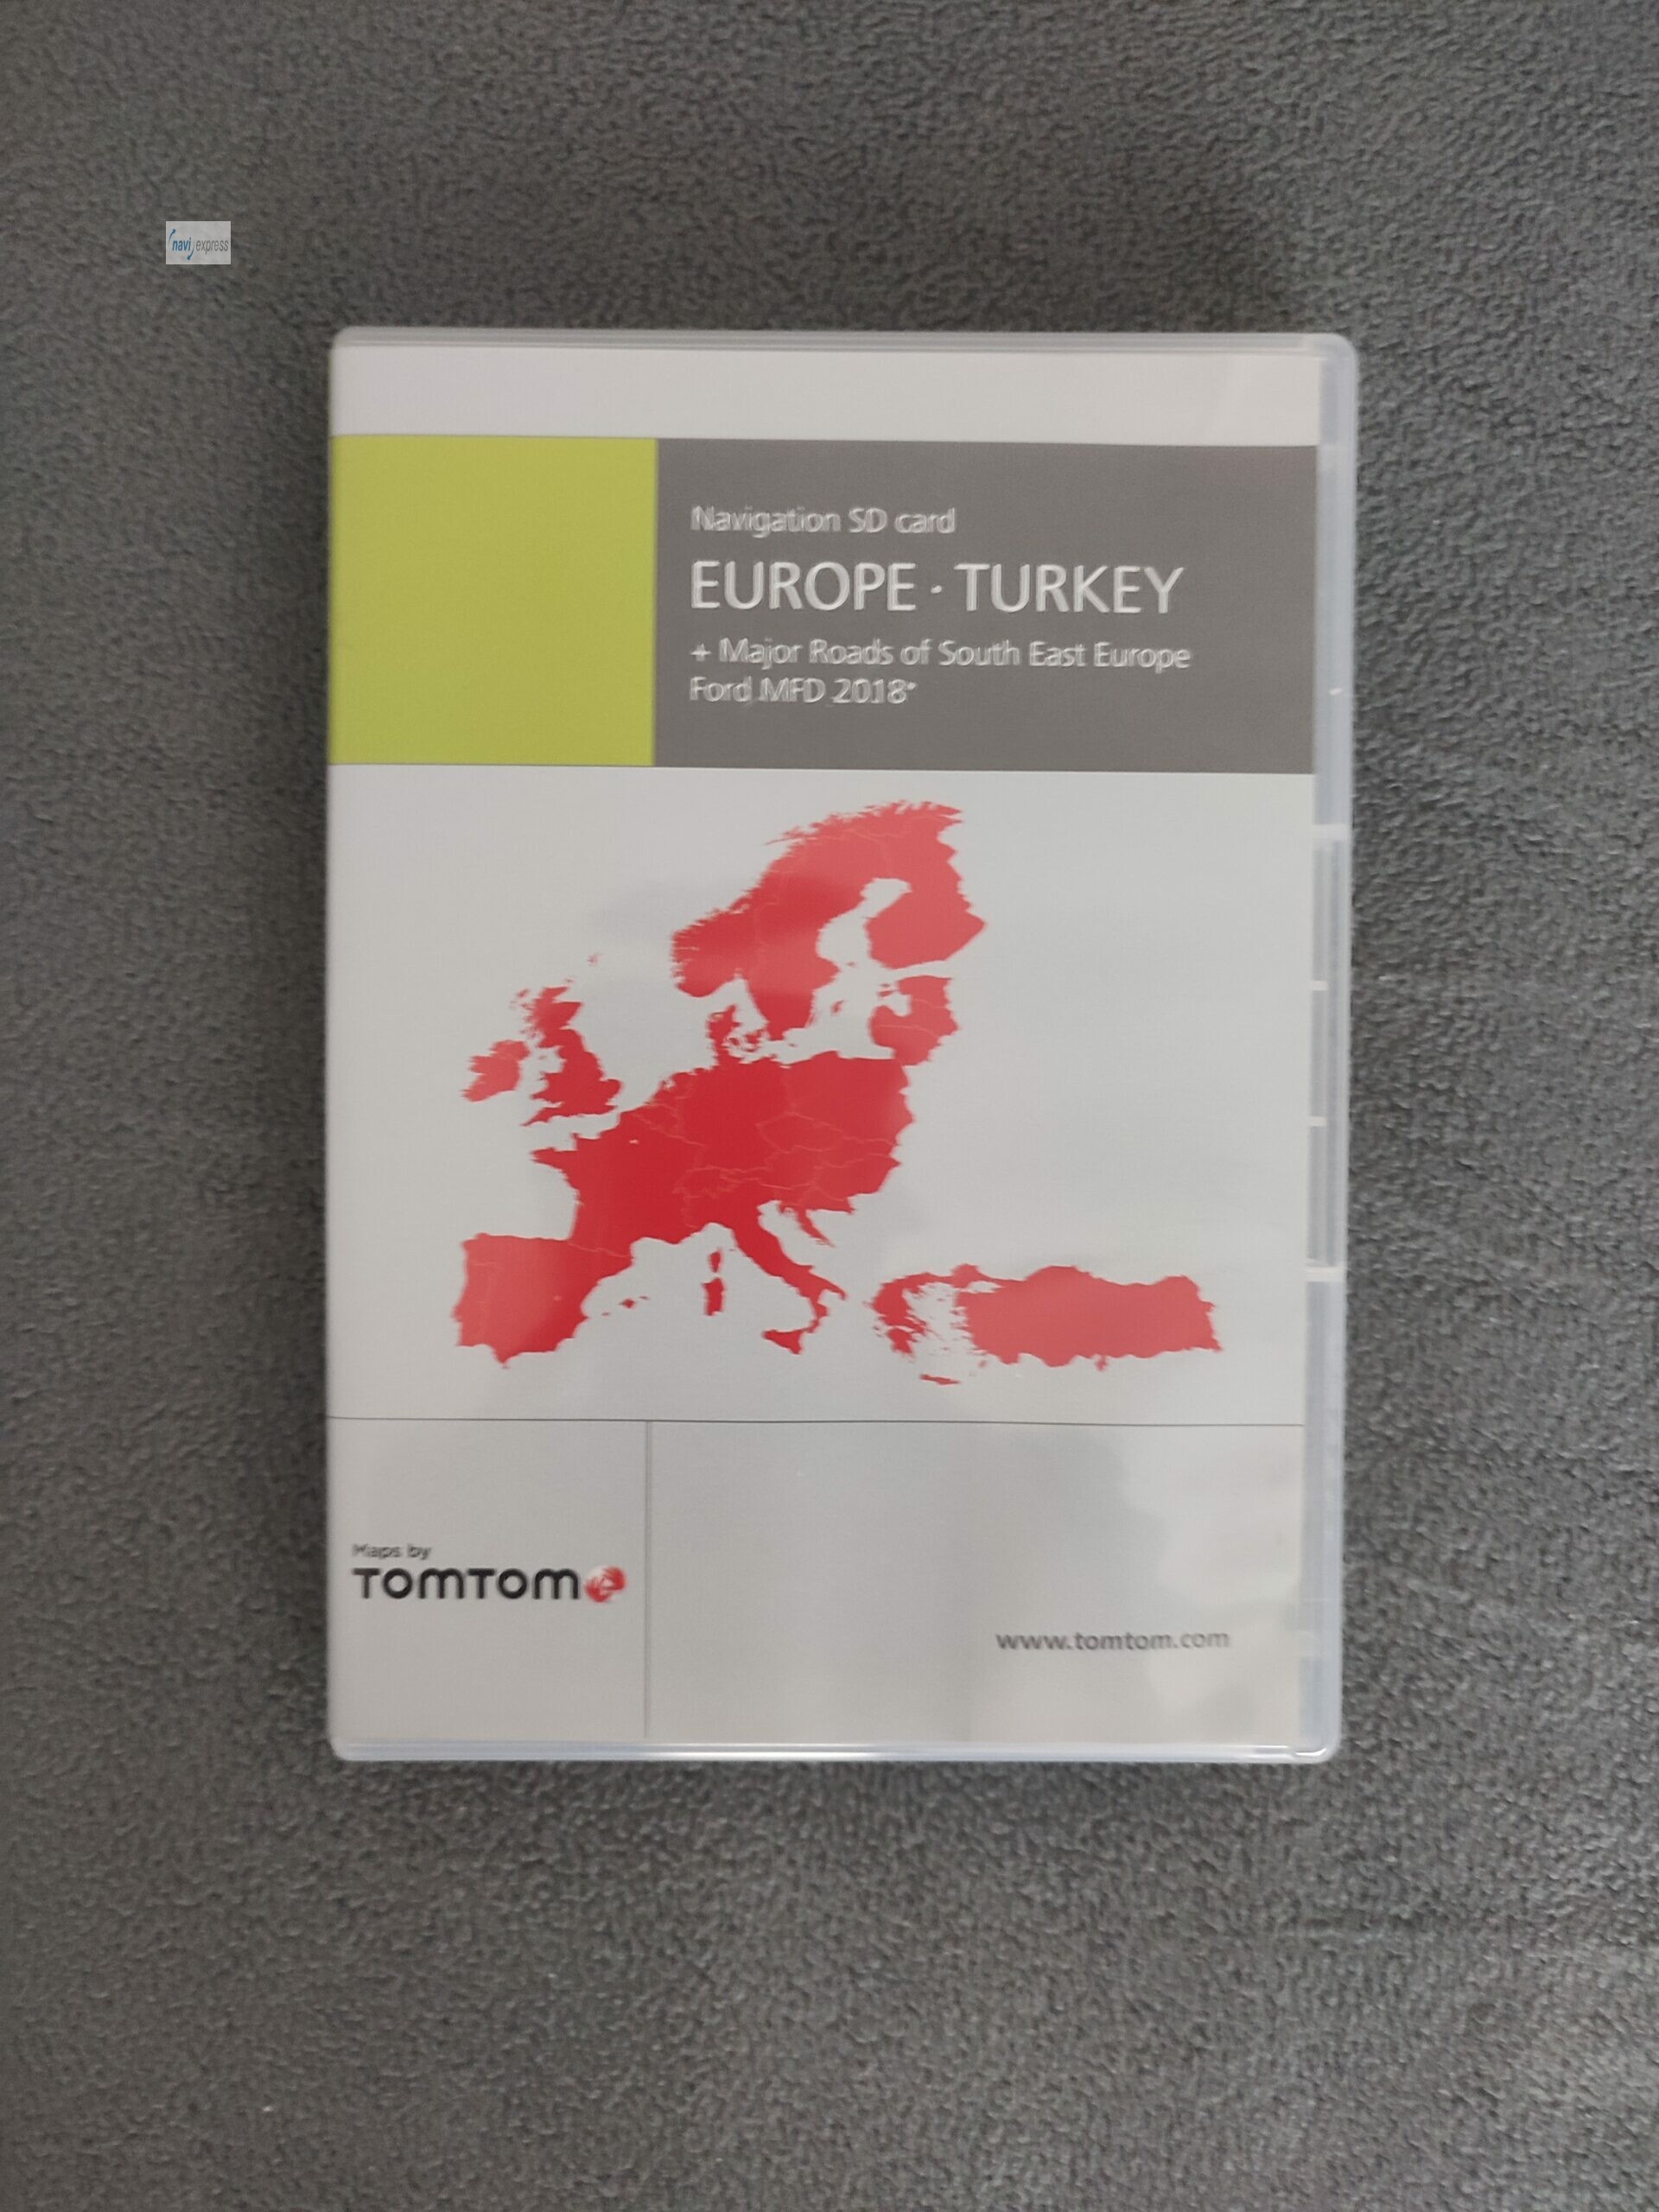 navi express
Navigation SD card
EUROPE · TURKEY
+ Major Roads of South East Europe
Ford MFD 2018*
Maps by
TOMTOM
www.tomtom.com